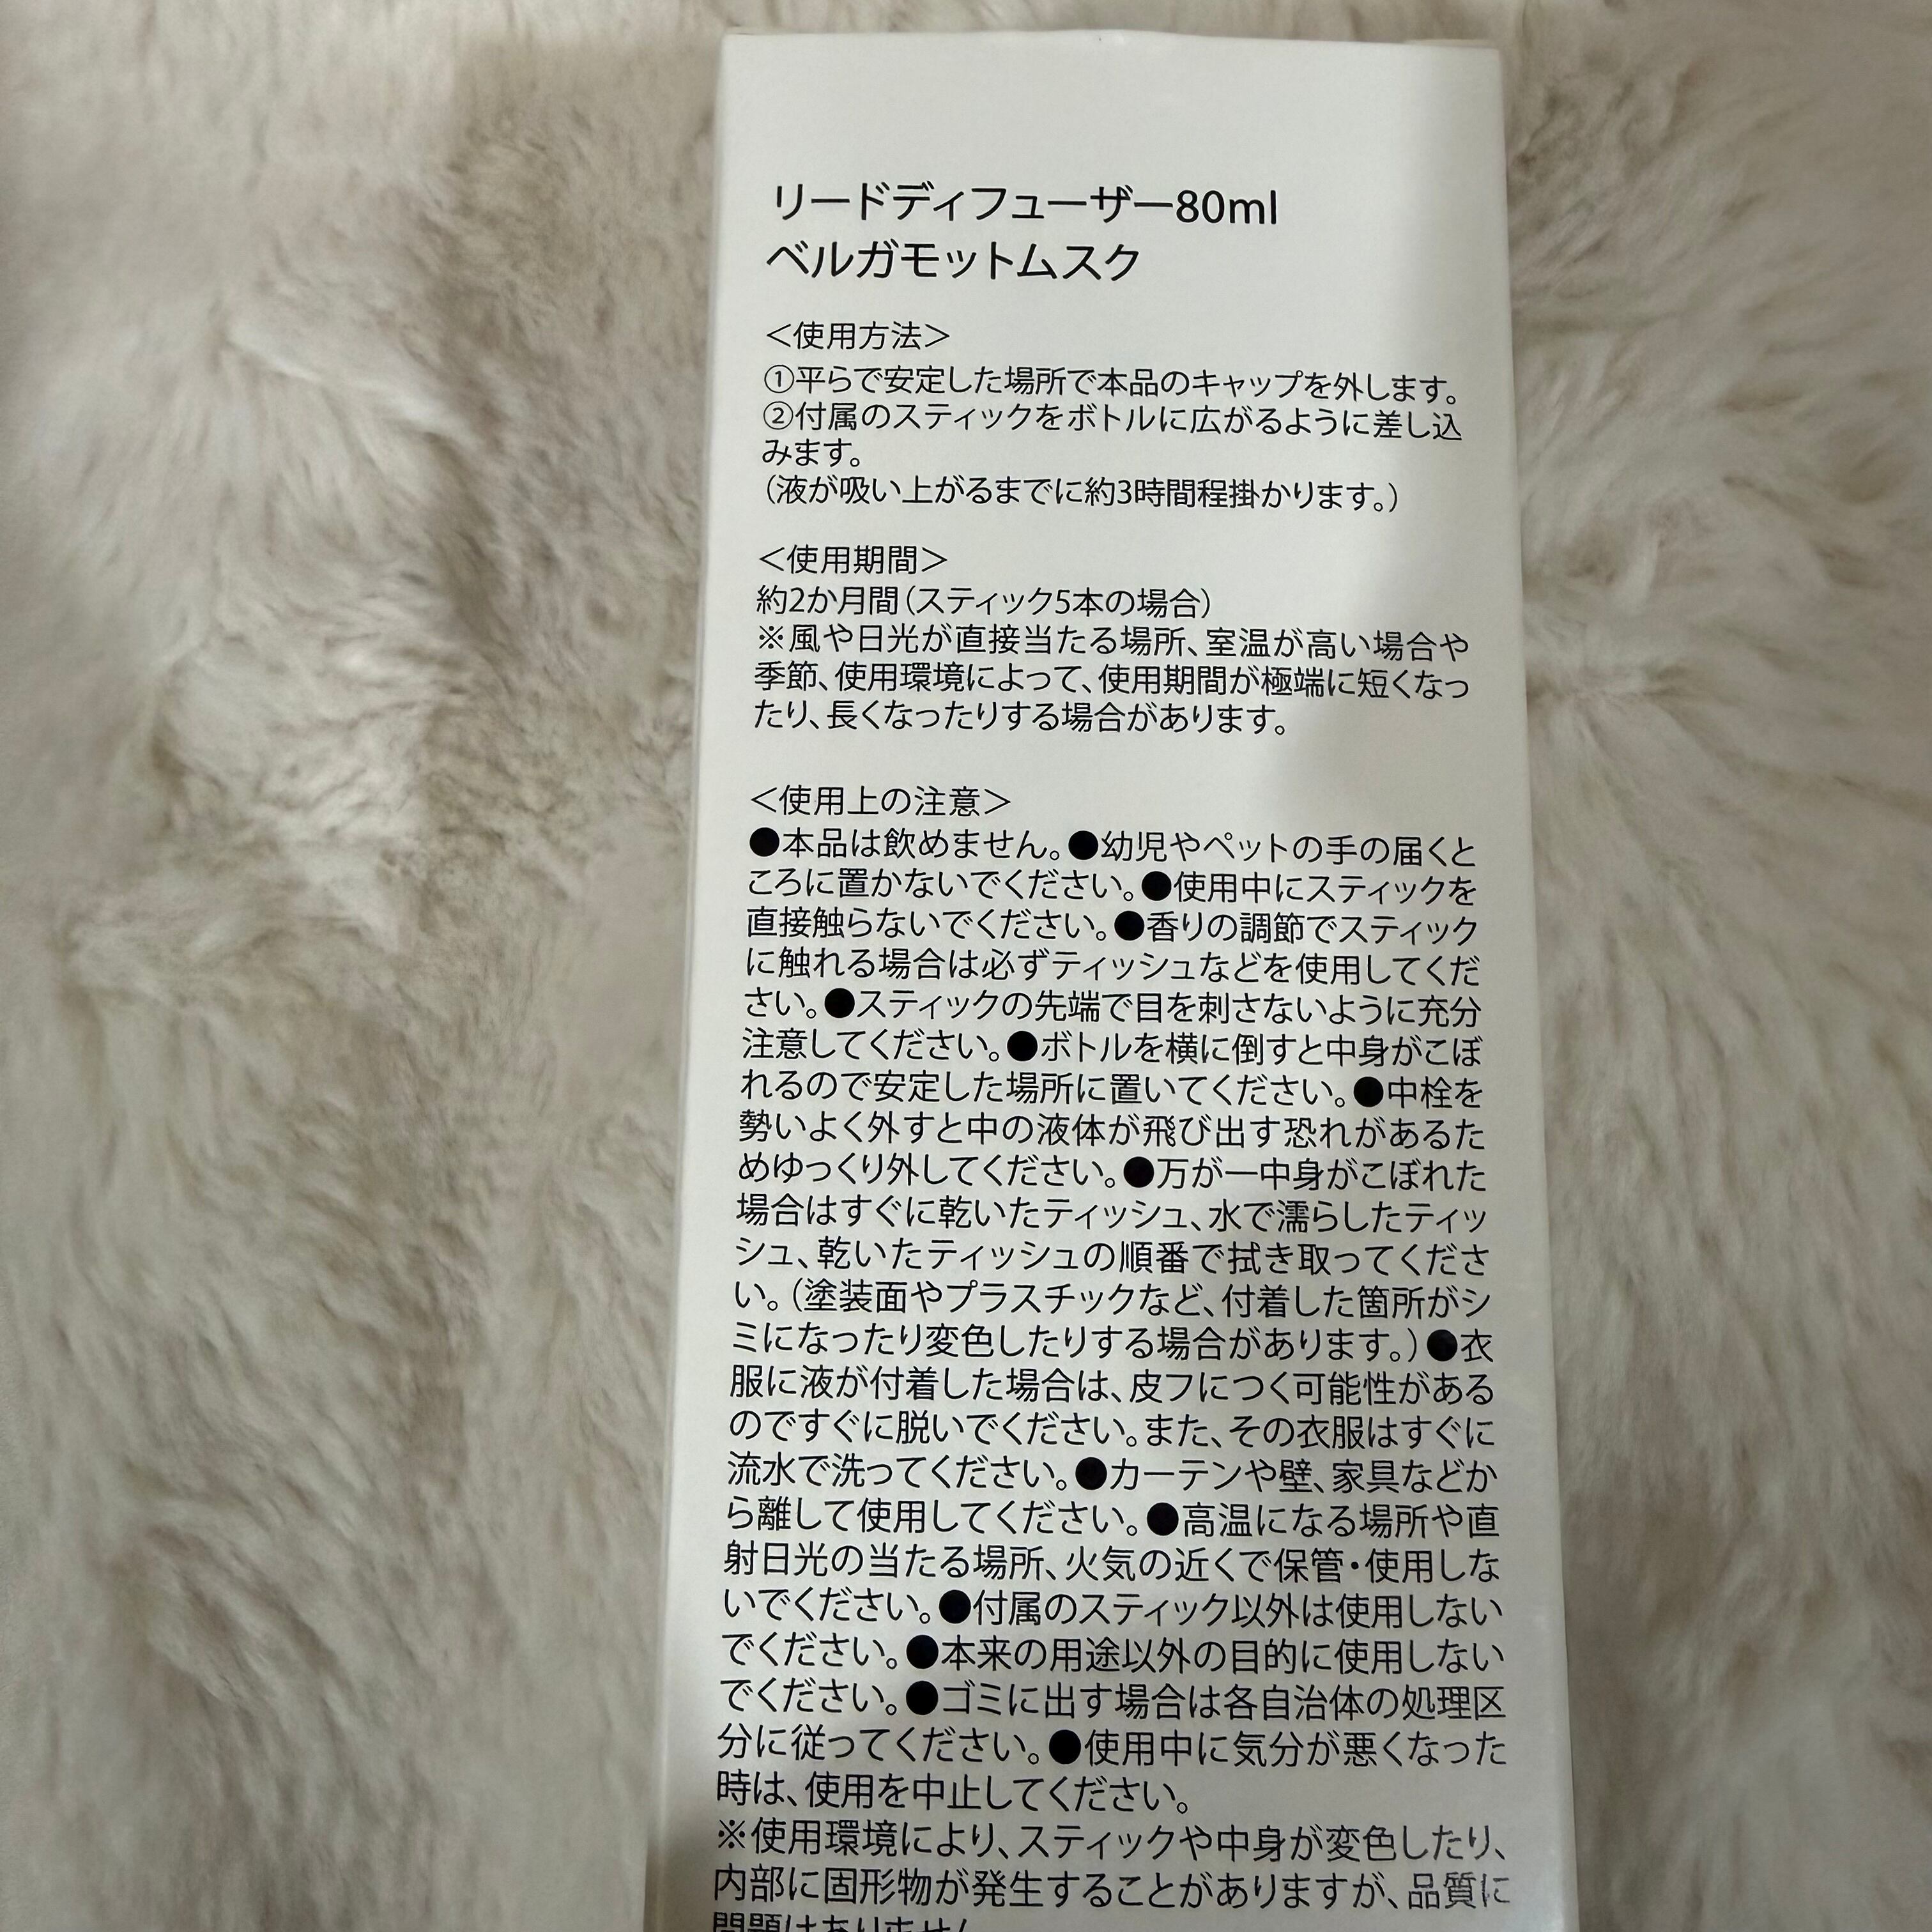 リードディフューザー80ml
ベルガモットムスク
＜使用方法＞
①平らで安定した場所で本品のキャップを外します。
②付属のスティックをボトルに広がるように差し込
みます。
（液が吸い上がるまでに約3時間程掛かります。）
＜使用期間＞
約2か月間（スティック5本の場合）
※風や日光が直接当たる場所、室温が高い場合や
季節、使用環境によって、使用期間が極端に短くなっ
たり、長くなったりする場合があります。
＜使用上の注意＞
●本品は飲めません。●幼児やペットの手の届くと
ころに置かないでください。●使用中にスティックを
直接触らないでください。●香りの調節でスティック
に触れる場合は必ずティッシュなどを使用してくだ
さい。●スティックの先端で目を刺さないように充分
注意してください。●ボトルを横に倒すと中身がこぼ
れるので安定した場所に置いてください。●中栓を
勢いよく外すと中の液体が飛び出す恐れがあるた
めゆっくり外してください。●万が一中身がこぼれた
場合はすぐに乾いたティッシュ、水で濡らしたティッ
シュ、乾いたティッシュの順番で拭き取ってくださ
い。（塗装面やプラスチックなど、付着した箇所がシ
ミになったり変色したりする場合があります。）●衣
服に液が付着した場合は、皮フにつく可能性がある
のですぐに脱いでください。また、その衣服はすぐに
流水で洗ってください。●カーテンや壁、家具などか
ら離して使用してください。●高温になる場所や直
射日光の当たる場所、火気の近くで保管・使用しな
いでください。●付属のスティック以外は使用しない
でください。●本来の用途以外の目的に使用しない
でください。●ゴミに出す場合は各自治体の処理区
分に従ってください。●使用中に気分が悪くなった
時は、使用を中止してください。
※使用環境により、スティックや中身が変色したり、
内部に固形物が発生することがありますが、品質に
問題はありません